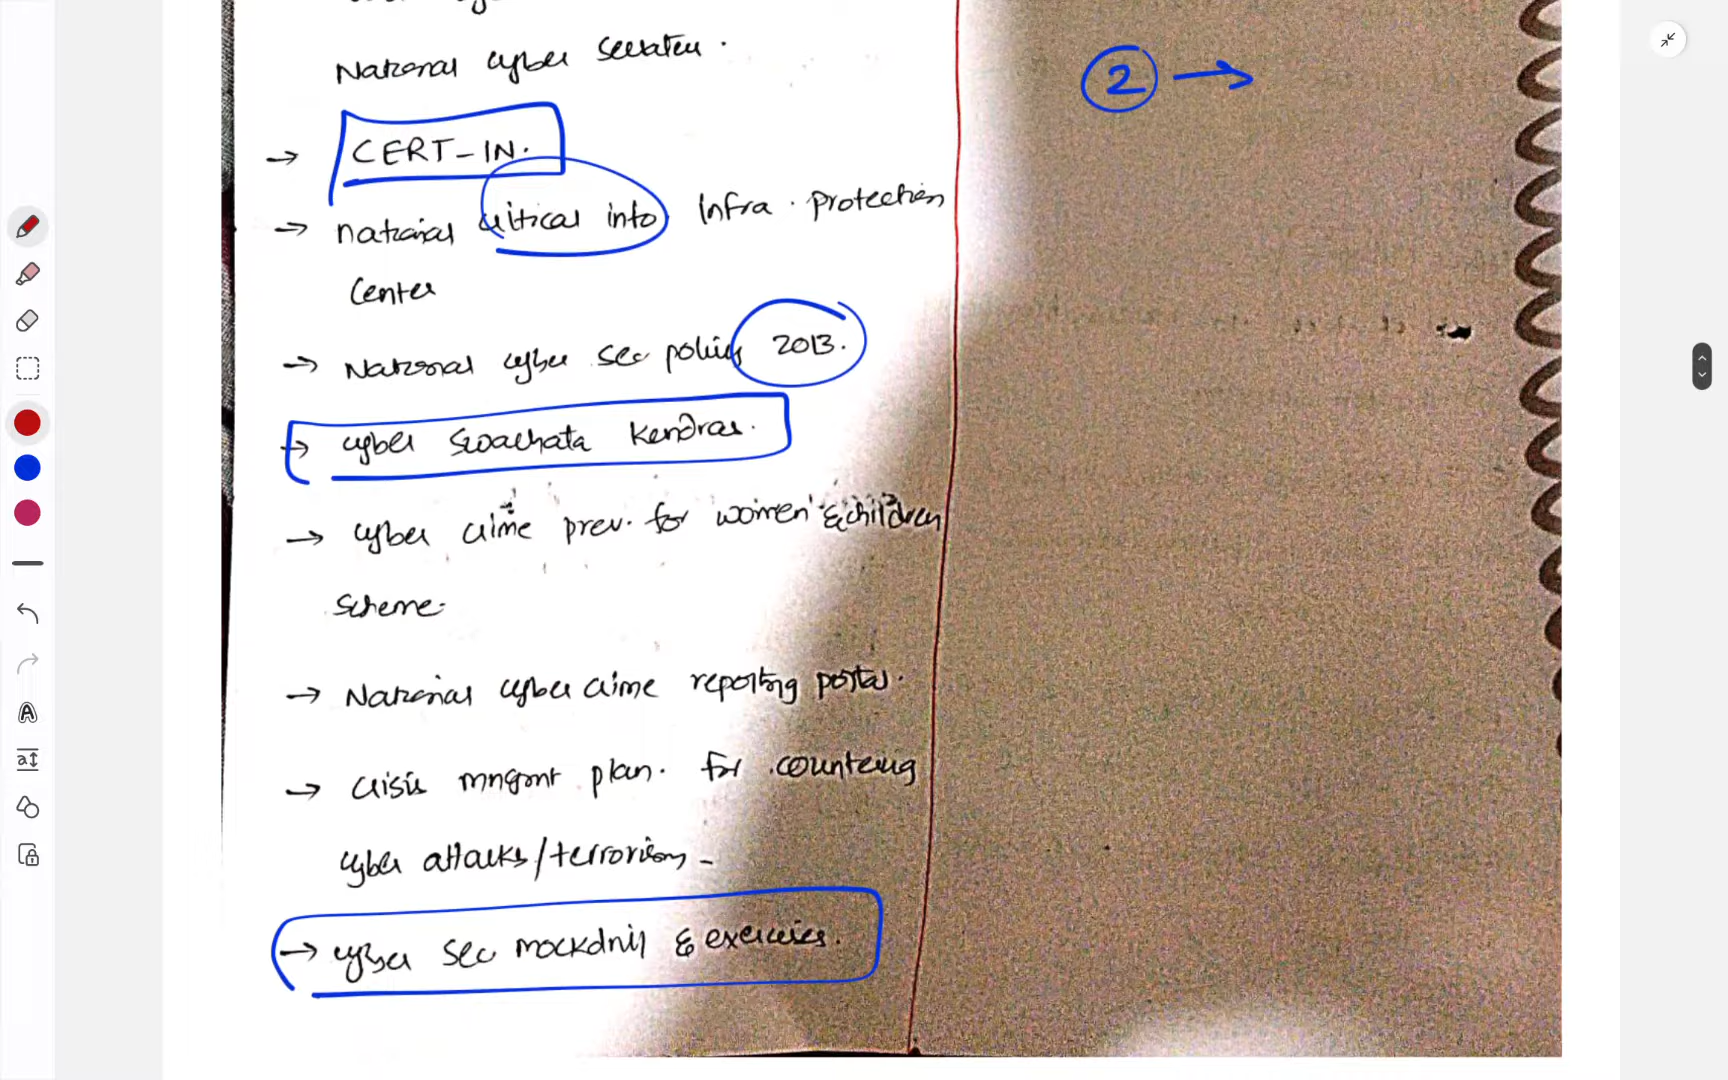 National cyber
→ CERT-IN.
→ National critical info infra. protection
Center
→ National cyber sec policy 2013.
→ cyber swachata Kendras.
→ cyber crime prev. for women & children
scheme.
→ National cyber crime reporting portal.
→ crisis mngmnt plan. for countering
cyber attacks/terrorism -
→ cyber sec mockdrill & exercises.
2 →